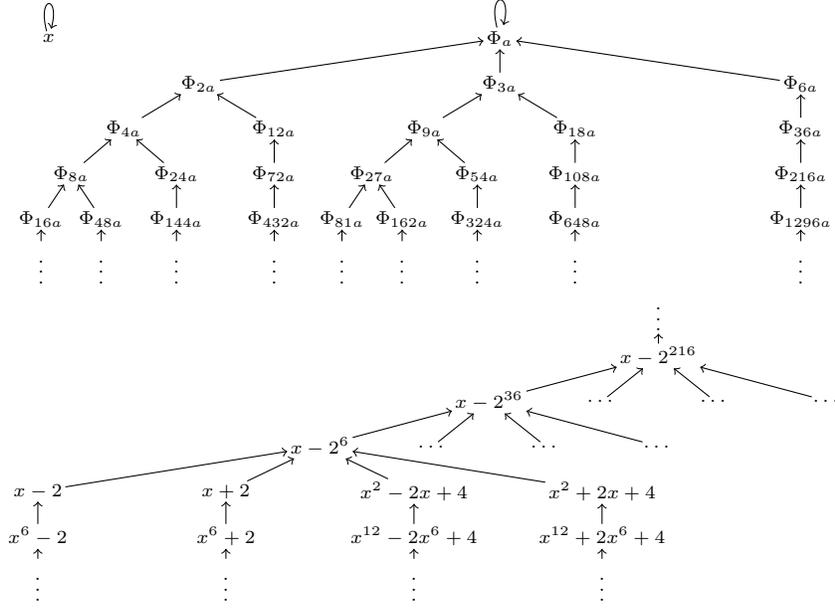 x Φ_a
Φ_{2a} Φ_{3a} Φ_{6a}
Φ_{4a} Φ_{12a} Φ_{9a} Φ_{18a} Φ_{36a}
Φ_{8a} Φ_{24a} Φ_{72a} Φ_{27a} Φ_{54a} Φ_{108a} Φ_{216a}
Φ_{16a} Φ_{48a} Φ_{144a} Φ_{432a} Φ_{81a} Φ_{162a} Φ_{324a} Φ_{648a} Φ_{1296a}
⋮ ⋮ ⋮ ⋮ ⋮ ⋮ ⋮ ⋮ ⋮
⋮
x − 2^{216}
x − 2^{36} ⋯ ⋯ ⋯
x − 2^6 ⋯ ⋯ ⋯
x − 2 x + 2 x^2 − 2x + 4 x^2 + 2x + 4
x^6 − 2 x^6 + 2 x^{12} − 2x^6 + 4 x^{12} + 2x^6 + 4
⋮ ⋮ ⋮ ⋮